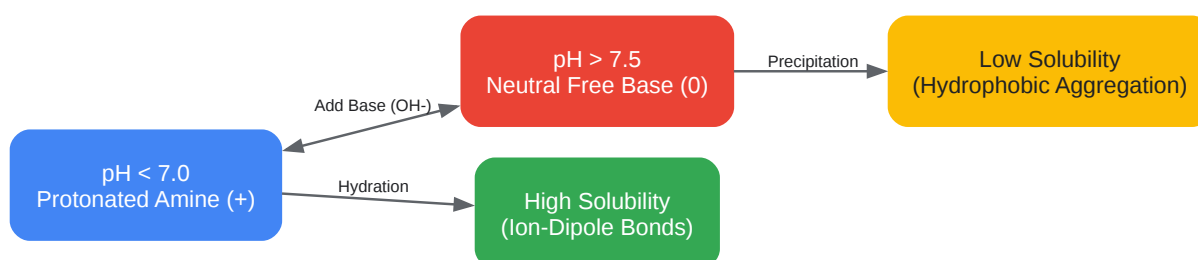 pH > 7.5
Neutral Free Base (0)
Precipitation
Low Solubility
(Hydrophobic Aggregation)
Add Base (OH-)
pH < 7.0
Protonated Amine (+)
Hydration
High Solubility
(Ion-Dipole Bonds)